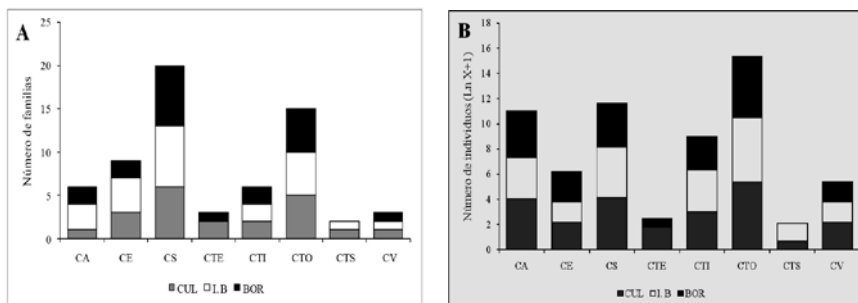 A
Número de familias
25
20
15
10
5
0
CA CE CS CTE CTI CTO CTS CV
CUL I.B BOR
B
Número de individuos (Ln X+1)
18
16
14
12
10
8
6
4
2
0
CA CE CS CTE CTI CTO CTS CV
CUL I.B BOR